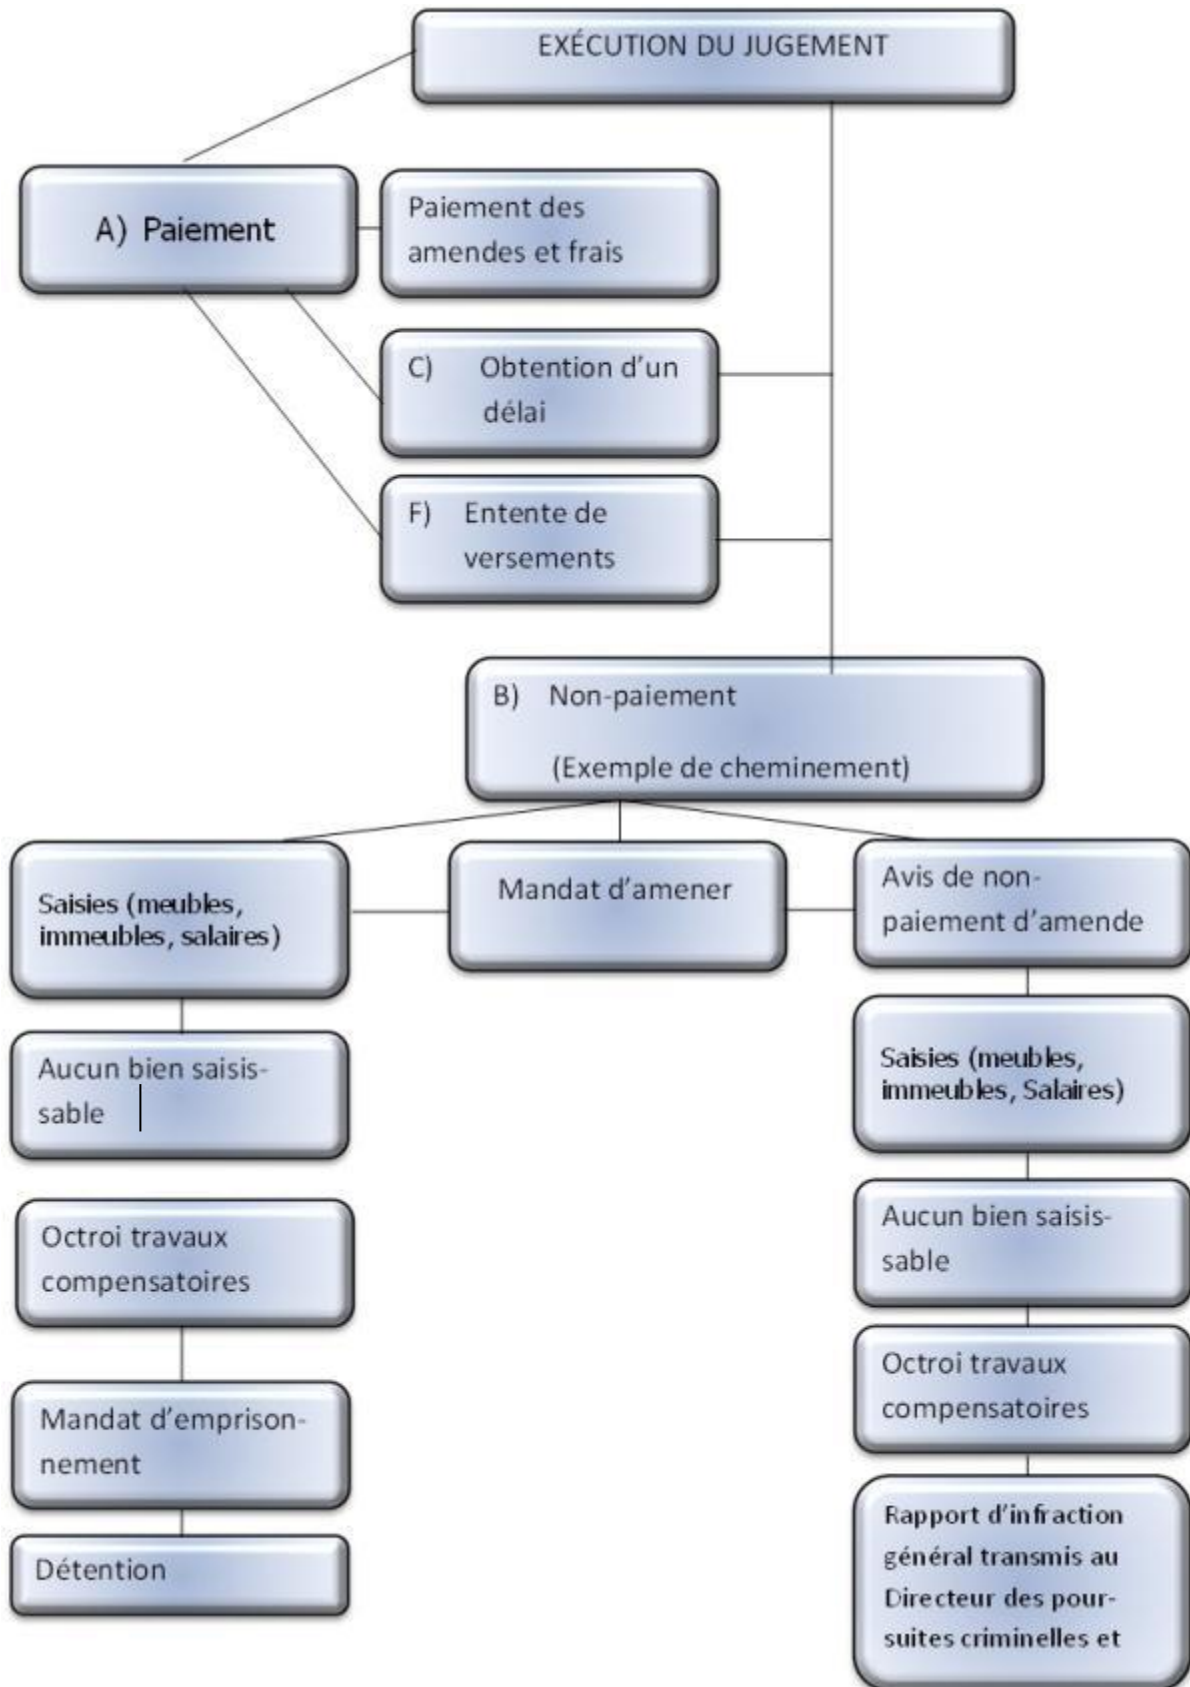 EXÉCUTION DU JUGEMENT
A) Paiement
Paiement des
amendes et frais
C) Obtention d'un
délai
F) Entente de
versements
B) Non-paiement
(Exemple de cheminement)
Saisies (meubles,
immeubles, salaires)
Mandat d'amener
Avis de non-
paiement d'amende
Aucun bien saisis-
sable
Octroi travaux
compensatoires
Mandat d'emprison-
nement
Détention
Saisies (meubles,
immeubles, Salaires)
Aucun bien saisis-
sable
Octroi travaux
compensatoires
Rapport d'infraction
général transmis au
Directeur des pour-
suites criminelles et